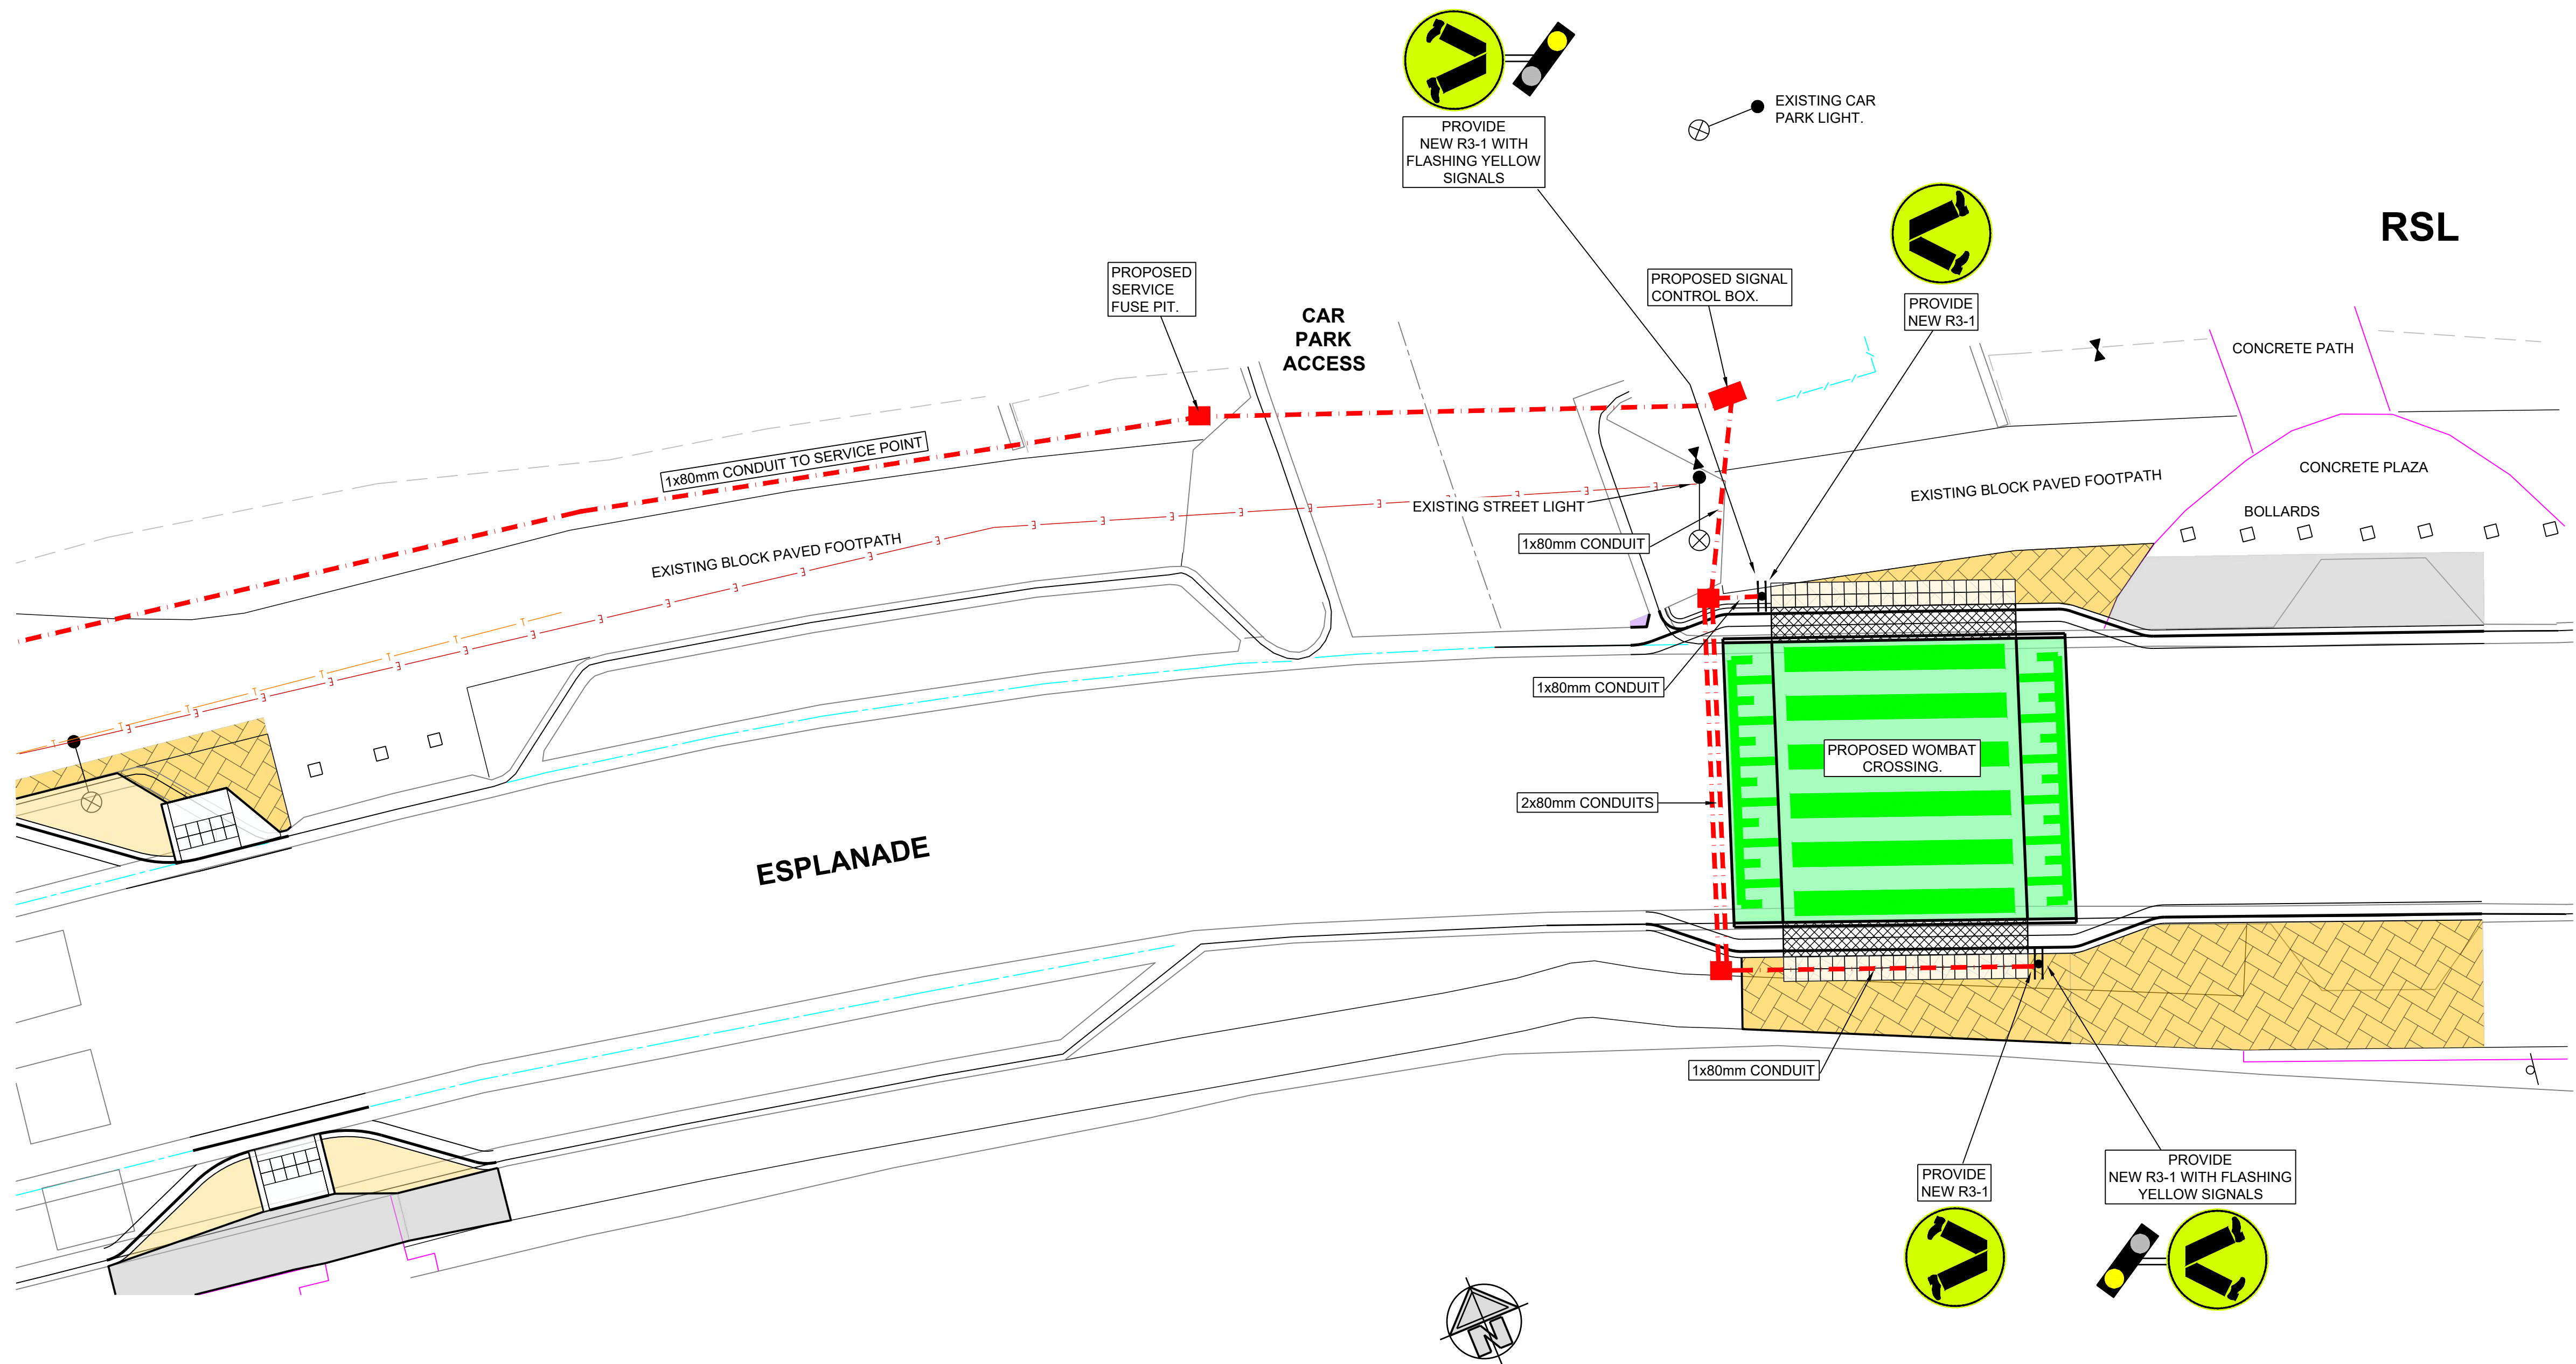 PROVIDE
NEW R3-1 WITH
FLASHING YELLOW
SIGNALS
EXISTING CAR
PARK LIGHT.
RSL
PROPOSED
SERVICE
FUSE PIT.
CAR
PARK
ACCESS
PROPOSED SIGNAL
CONTROL BOX.
PROVIDE
NEW R3-1
CONCRETE PATH
1x80mm CONDUIT TO SERVICE POINT
CONCRETE PLAZA
EXISTING BLOCK PAVED FOOTPATH
EXISTING STREET LIGHT
BOLLARDS
1x80mm CONDUIT
EXISTING BLOCK PAVED FOOTPATH
1x80mm CONDUIT
PROPOSED WOMBAT
CROSSING.
2x80mm CONDUITS
ESPLANADE
1x80mm CONDUIT
PROVIDE
NEW R3-1
PROVIDE
NEW R3-1 WITH FLASHING
YELLOW SIGNALS
N